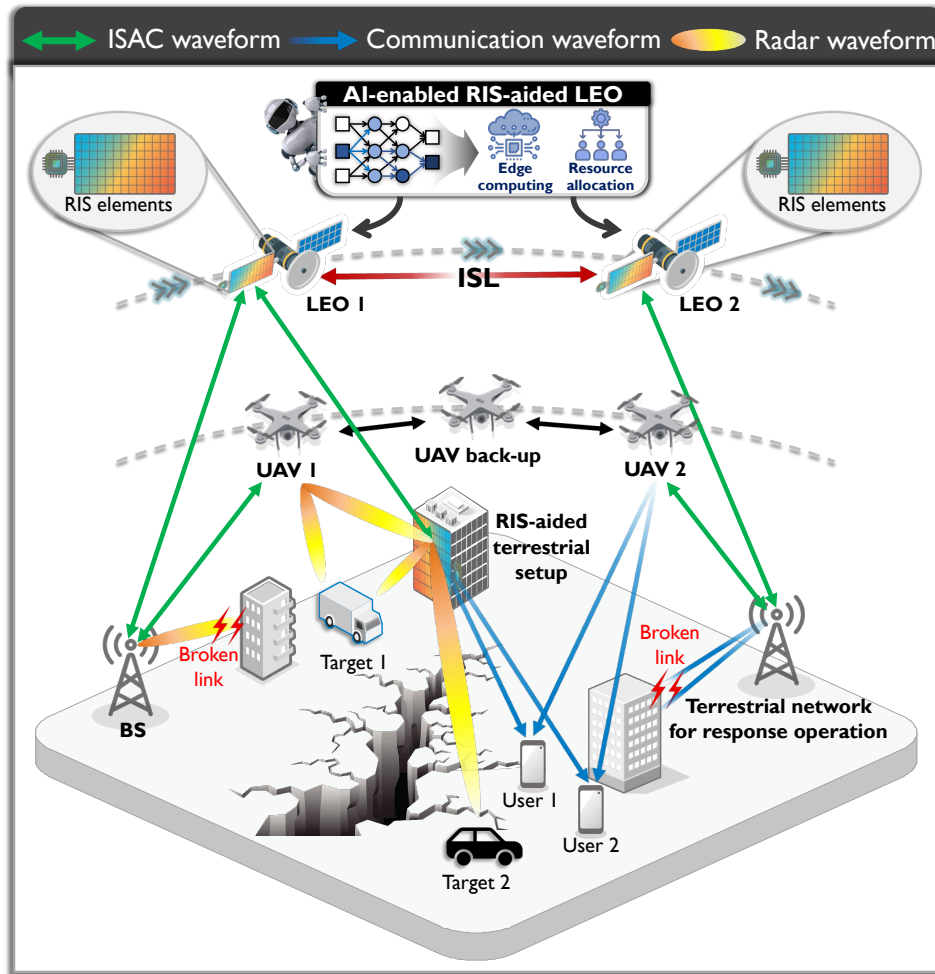 ISAC waveform
Communication waveform
Radar waveform
AI-enabled RIS-aided LEO
Edge
computing
Resource
allocation
RIS elements
RIS elements
ISL
LEO 1
LEO 2
UAV 1
UAV back-up
UAV 2
RIS-aided
terrestrial
setup
Broken
link
Target 1
Broken
link
BS
Terrestrial network
for response operation
User 1
User 2
Target 2